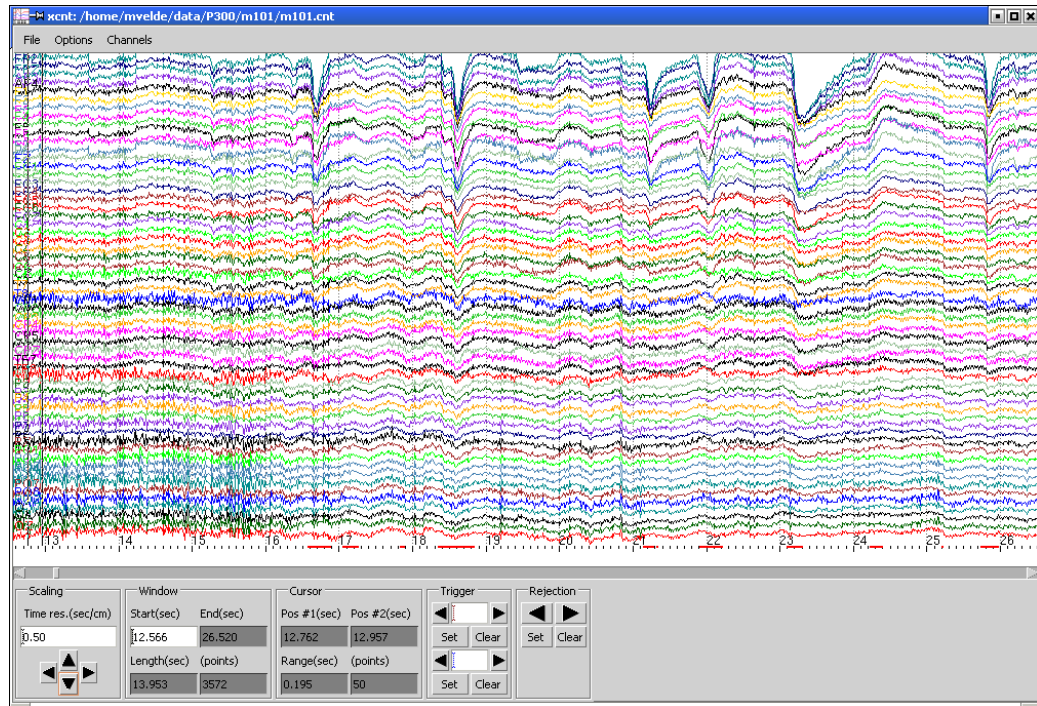 xcnt: /home/mvelde/data/P300/m101/m101.cnt
File Options Channels
13 14 15 16 17 18 19 20 21 22 23 24 25 26
Scaling Window Cursor Trigger Rejection
Time res.(sec/cm) Start(sec) End(sec) Pos #1(sec) Pos #2(sec)
0.50 12.566 26.520 12.762 12.957
Set Clear Set Clear
Length(sec) (points) Range(sec) (points)
13.953 3572 0.195 50
Set Clear